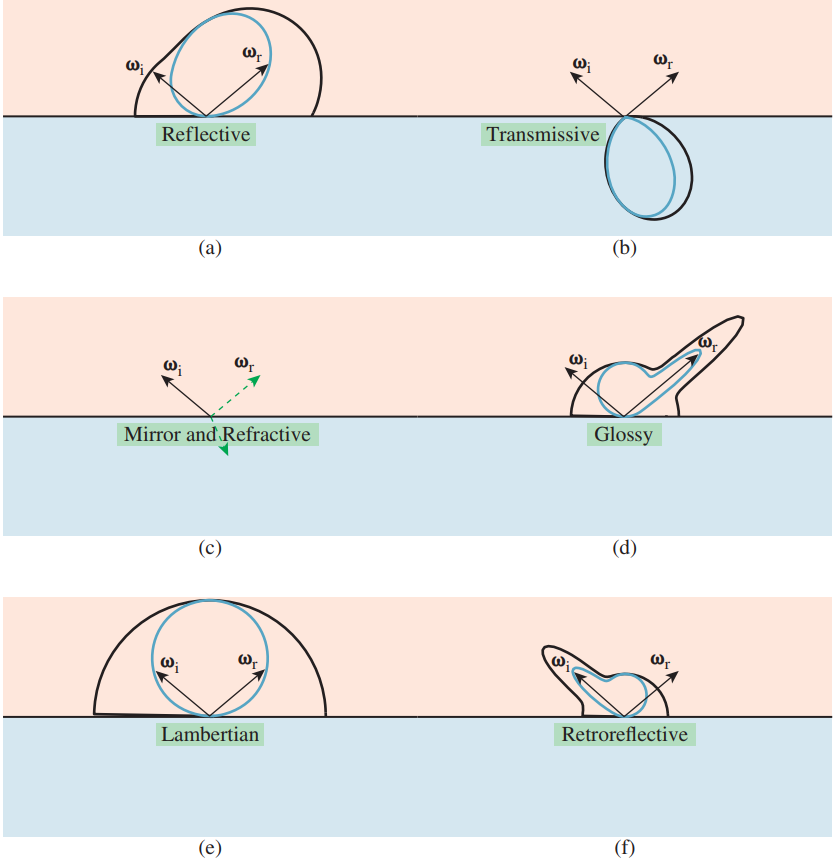 ωi
ωr
Reflective
(a)
ωi
ωr
Transmissive
(b)
ωi
ωr
Mirror and Refractive
(c)
ωi
ωr
Glossy
(d)
ωi
ωr
Lambertian
(e)
ωi
ωr
Retroreflective
(f)